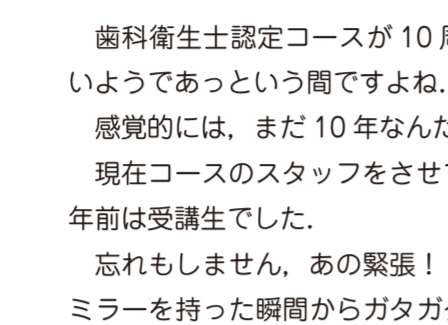 歯科衛生士認定コースが 10
いようであっという間ですよね.
感覚的には，まだ 10 年なんだ
現在コースのスタッフをさせ
年前は受講生でした.
忘れもしません，あの緊張！
ミラーを持った瞬間からガタガ